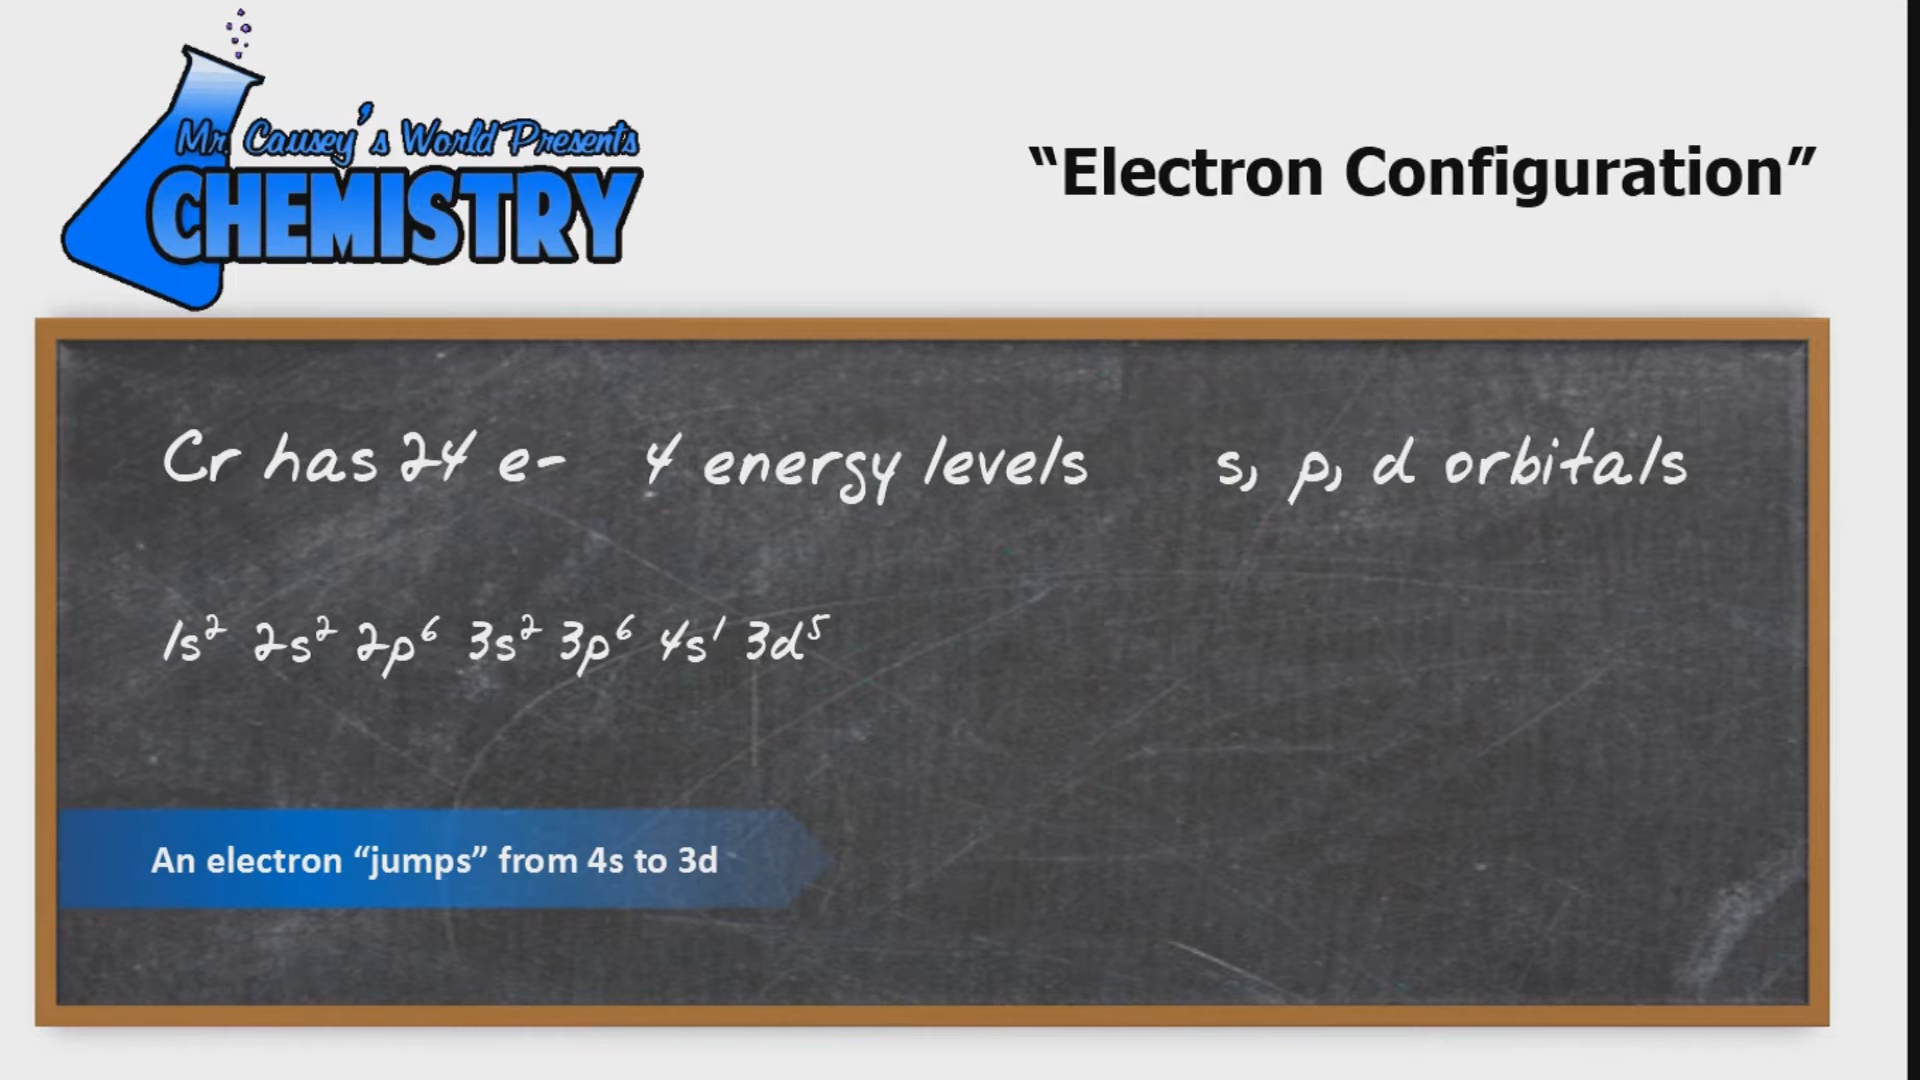 Mr. Causey's World Presents
CHEMISTRY
“Electron Configuration”
Cr has 24 e- 4 energy levels s, p, d orbitals
1s² 2s² 2p⁶ 3s² 3p⁶ 4s¹ 3d⁵
An electron “jumps” from 4s to 3d